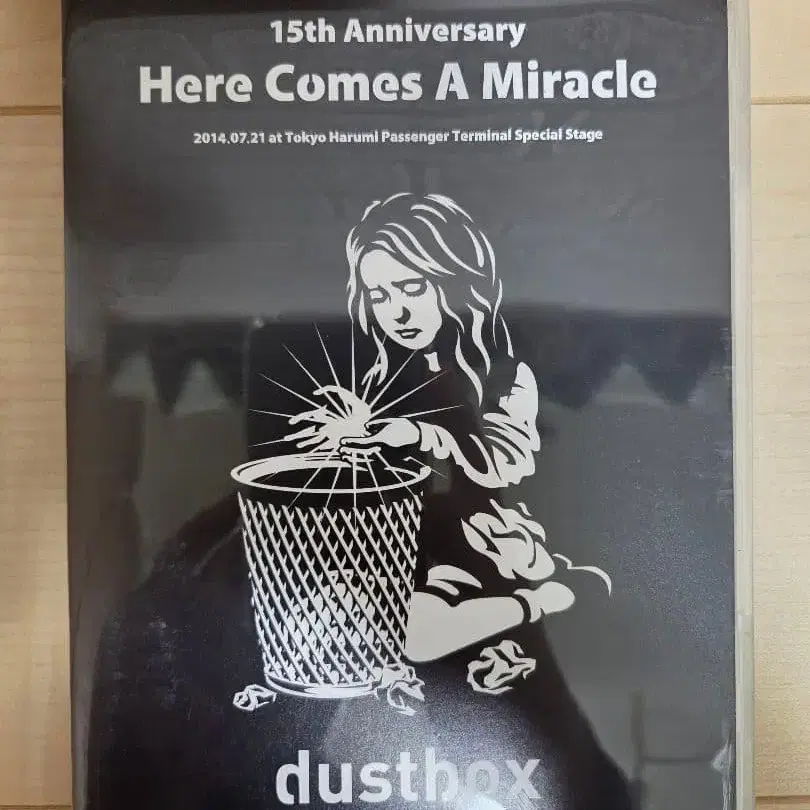 15th Anniversary
Here Comes A Miracle
2014.07.21 at Tokyo Harumi Passenger Terminal Special Stage
dustbox